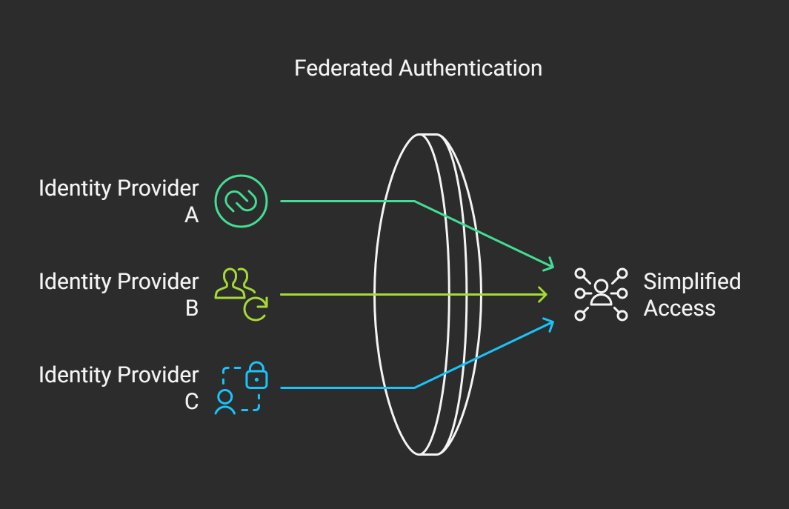 Federated Authentication
Identity Provider
A
Identity Provider
B
Identity Provider
C
Simplified
Access